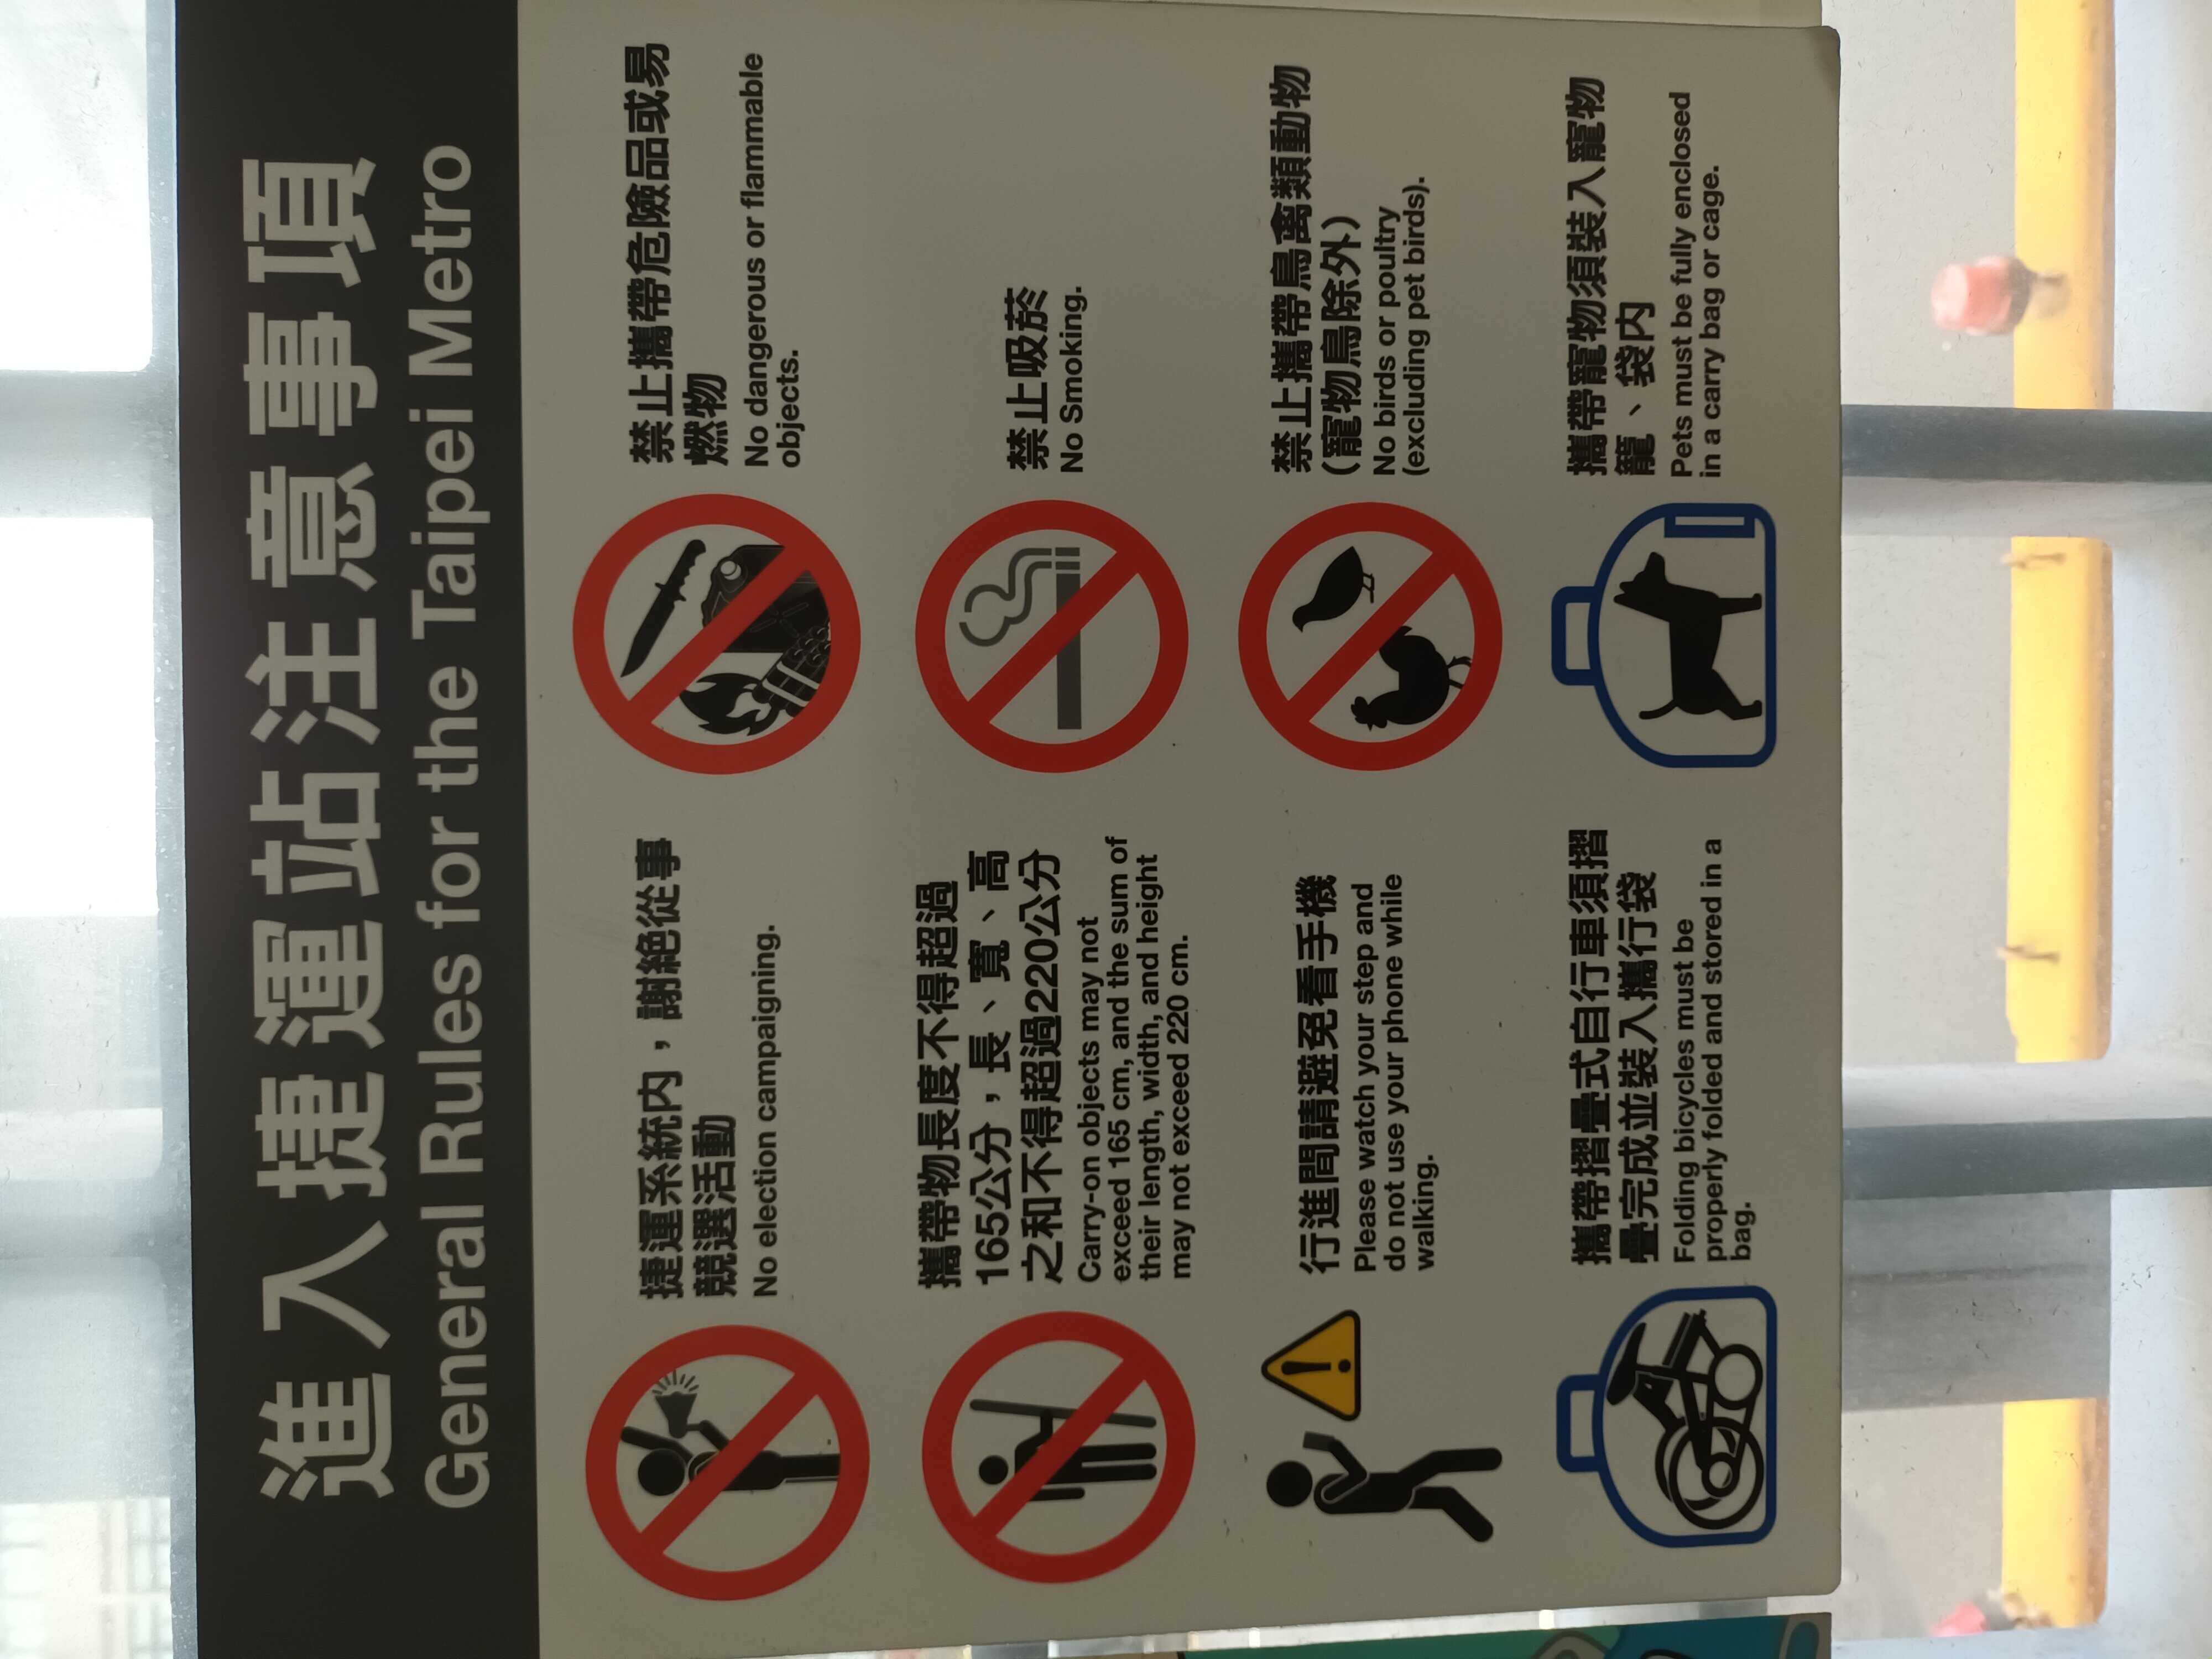 進入捷運站注意事項
General Rules for the Taipei Metro
捷運系統內，謝絕從事
競選活動
No election campaigning.
禁止攜帶危險品或易
燃物
No dangerous or flammable
objects.
攜帶物長度不得超過
165公分，長、寬、高
之和不得超過220公分
Carry-on objects may not
exceed 165 cm, and the sum of
their length, width, and height
may not exceed 220 cm.
禁止吸菸
No Smoking.
行進間請避免看手機
Please watch your step and
do not use your phone while
walking.
禁止攜帶鳥禽類動物
（寵物鳥除外）
No birds or poultry
(excluding pet birds).
攜帶摺疊式自行車須摺
疊完成並裝入攜行袋
Folding bicycles must be
properly folded and stored in a
bag.
攜帶寵物須裝入寵物
籠、袋內
Pets must be fully enclosed
in a carry bag or cage.